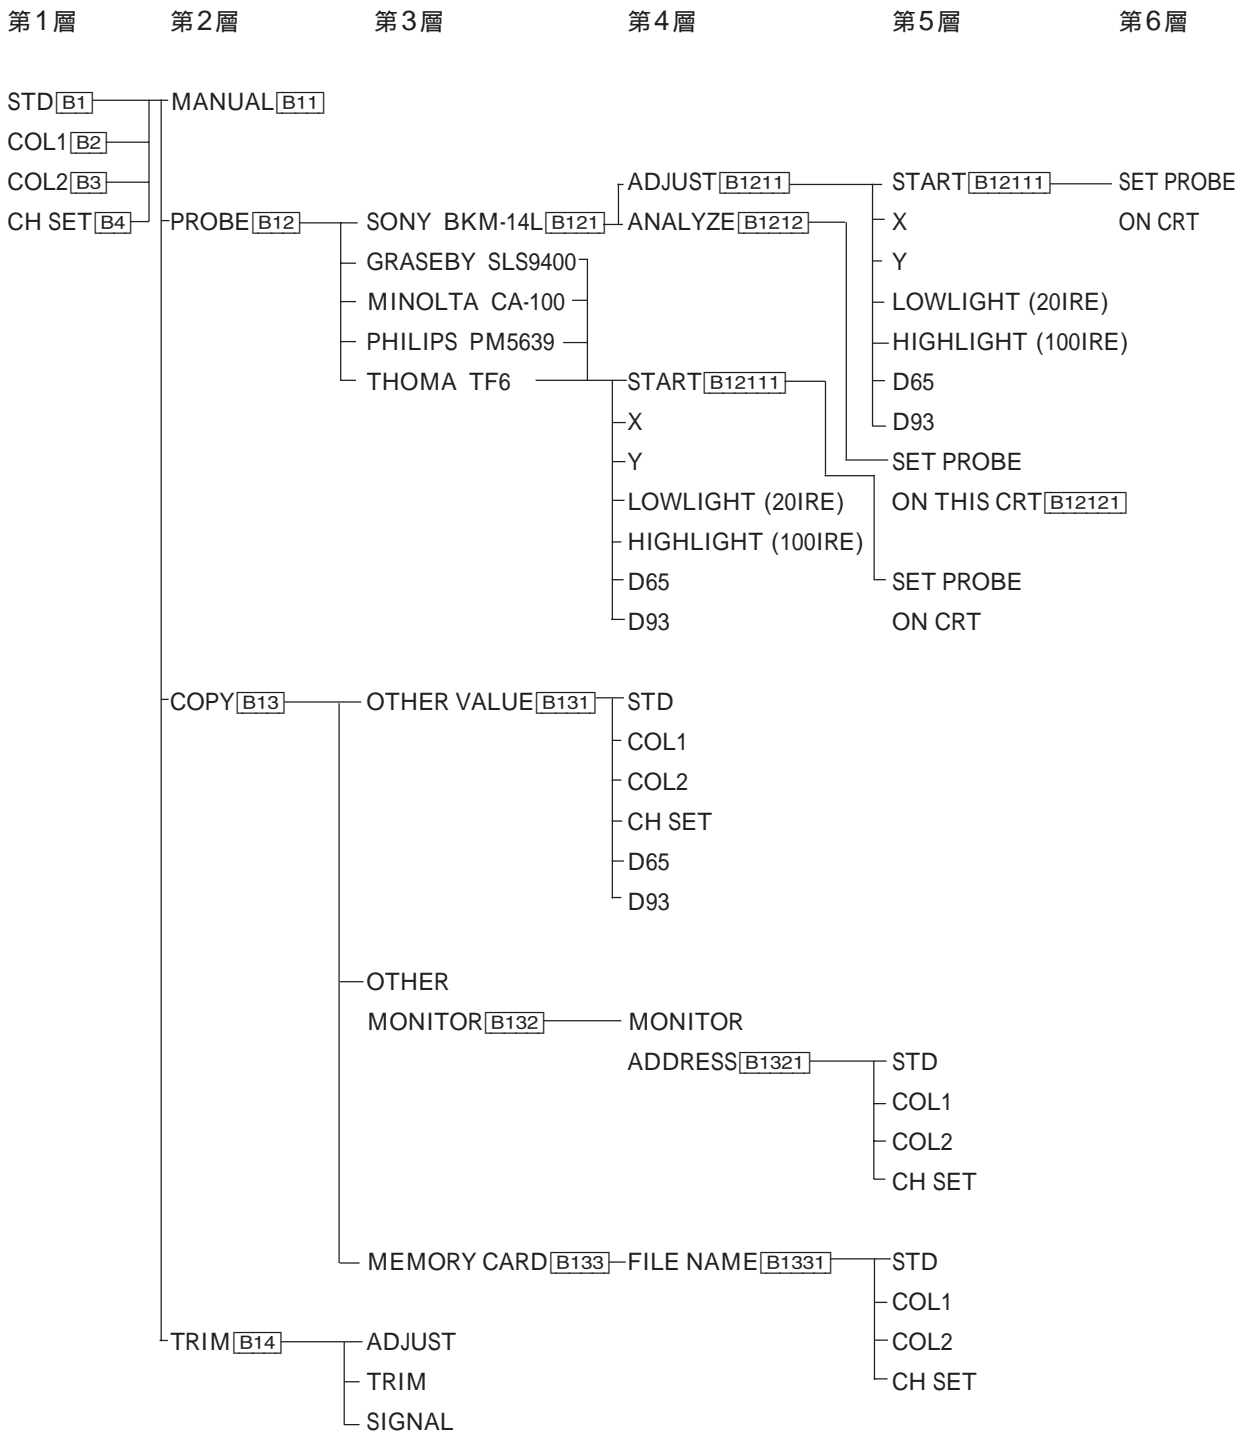 第1層 第2層 第3層 第4層 第5層 第6層
STD B1 MANUAL B11
COL1 B2
COL2 B3 ADJUST B1211 START B12111 SET PROBE
CH SET B4 PROBE B12 SONY BKM-14L B121 ANALYZE B1212 X ON CRT
GRASEBY SLS9400 Y
MINOLTA CA-100 LOWLIGHT (20IRE)
PHILIPS PM5639 HIGHLIGHT (100IRE)
THOMA TF6 START B12111 D65
X D93
Y SET PROBE
LOWLIGHT (20IRE) ON THIS CRT B12121
HIGHLIGHT (100IRE)
D65 SET PROBE
D93 ON CRT
COPY B13 OTHER VALUE B131 STD
COL1
COL2
CH SET
D65
D93
OTHER
MONITOR B132 MONITOR
ADDRESS B1321 STD
COL1
COL2
CH SET
MEMORY CARD B133 FILE NAME B1331 STD
COL1
TRIM B14 ADJUST COL2
TRIM CH SET
SIGNAL